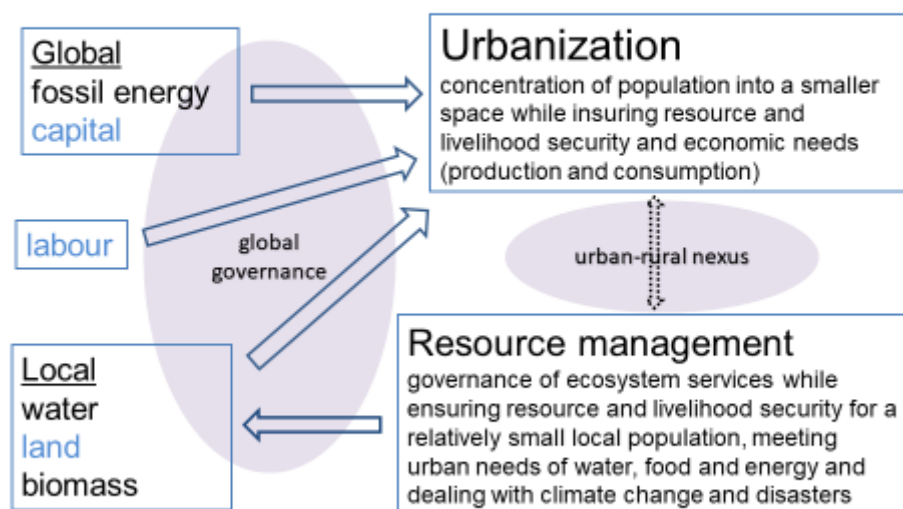 Global
fossil energy
capital
labour
Local
water
land
biomass
global
governance
Urbanization
concentration of population into a smaller
space while insuring resource and
livelihood security and economic needs
(production and consumption)
urban-rural nexus
Resource management
governance of ecosystem services while
ensuring resource and livelihood security for a
relatively small local population, meeting
urban needs of water, food and energy and
dealing with climate change and disasters